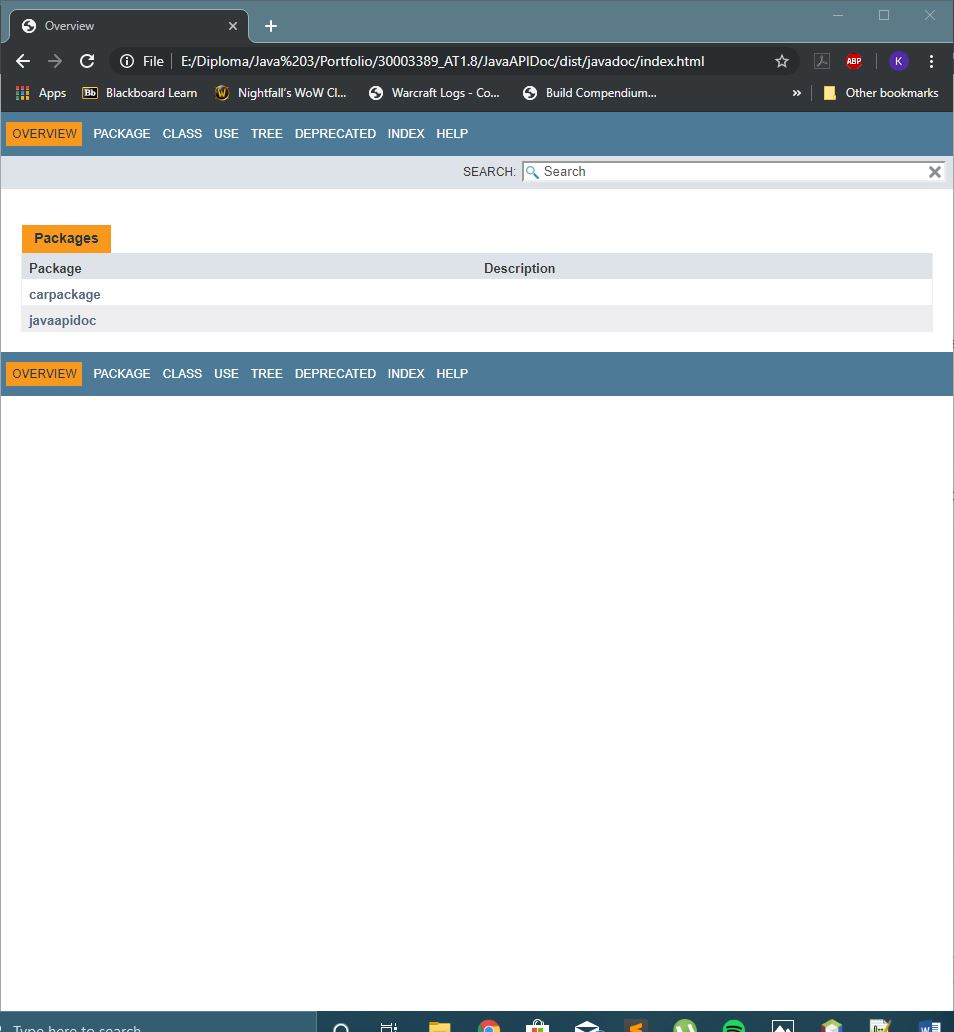 Overview
File E:/Diploma/Java%203/Portfolio/30003389_AT1.8/JavaAPIDoc/dist/javadoc/index.html ABP K
Apps Bb Blackboard Learn Nightfall's WoW Cl... Warcraft Logs - Co... Build Compendium... » Other bookmarks
OVERVIEW PACKAGE CLASS USE TREE DEPRECATED INDEX HELP
SEARCH: Search
Packages
Package Description
carpackage
javaapidoc
OVERVIEW PACKAGE CLASS USE TREE DEPRECATED INDEX HELP
Type here to search